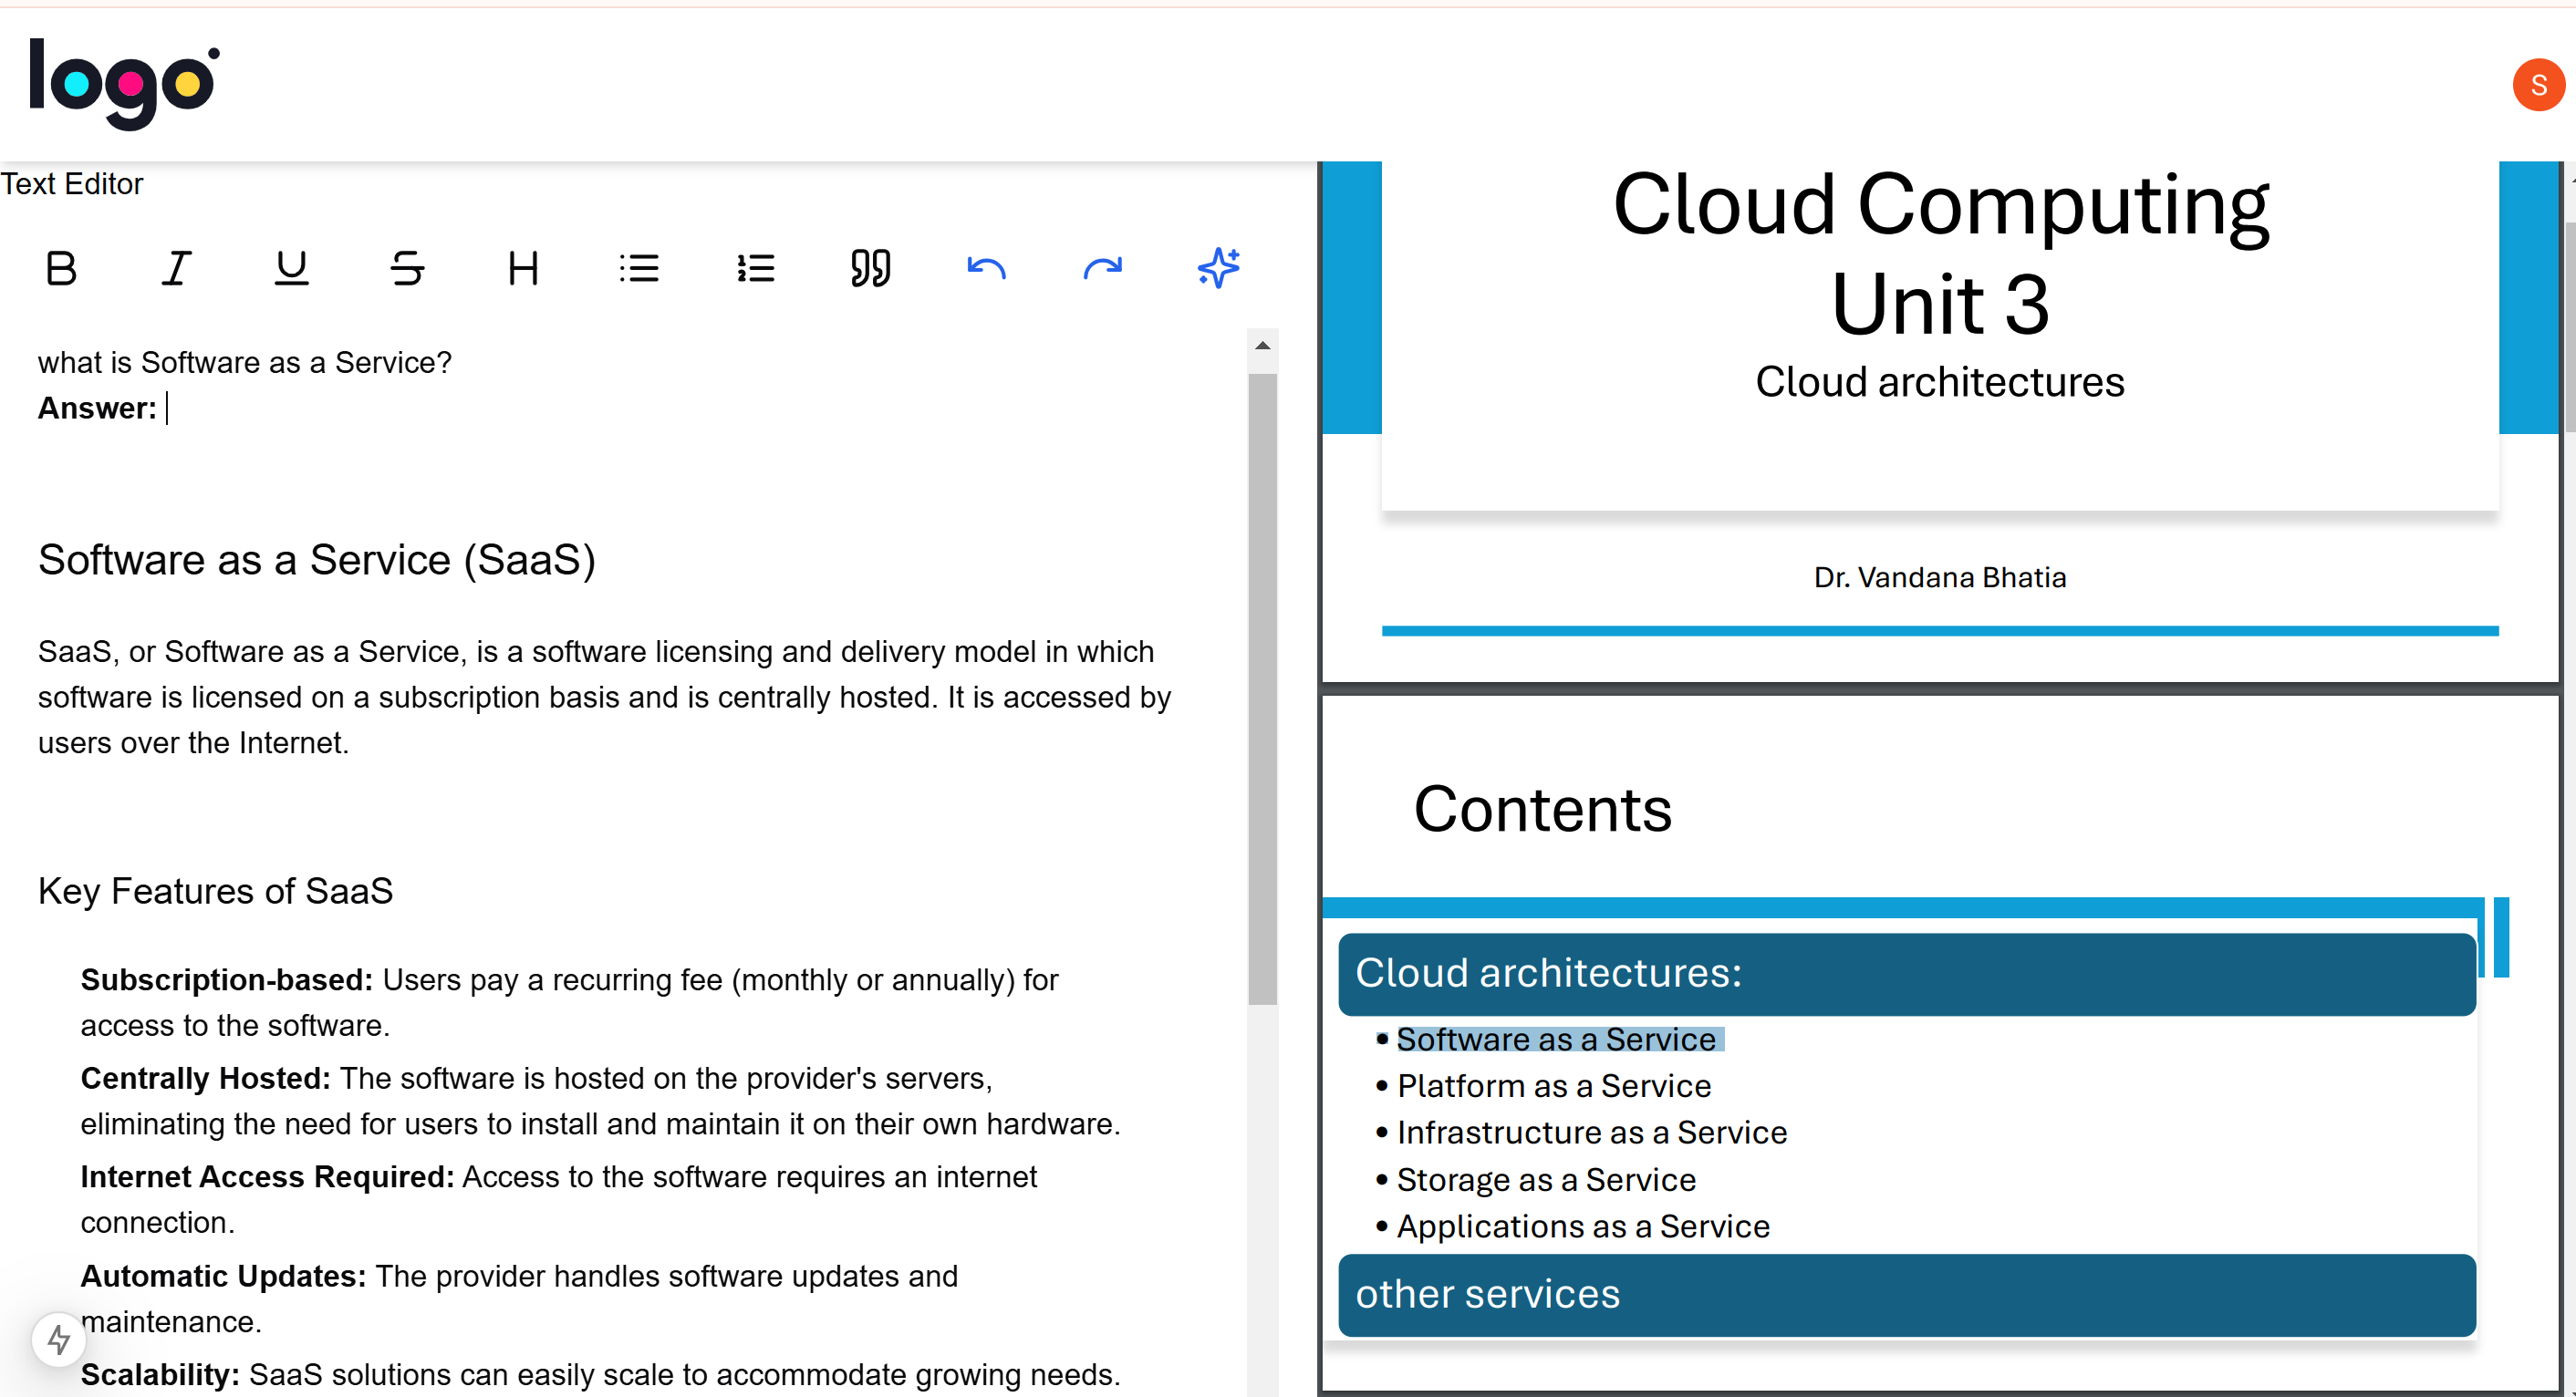 logo
S
Text Editor
what is Software as a Service?
Answer:
Software as a Service (SaaS)
SaaS, or Software as a Service, is a software licensing and delivery model in which
software is licensed on a subscription basis and is centrally hosted. It is accessed by
users over the Internet.
Key Features of SaaS
Subscription-based: Users pay a recurring fee (monthly or annually) for
access to the software.
Centrally Hosted: The software is hosted on the provider's servers,
eliminating the need for users to install and maintain it on their own hardware.
Internet Access Required: Access to the software requires an internet
connection.
Automatic Updates: The provider handles software updates and
maintenance.
Scalability: SaaS solutions can easily scale to accommodate growing needs.
Cloud Computing
Unit 3
Cloud architectures
Dr. Vandana Bhatia
Contents
Cloud architectures:
• Software as a Service
• Platform as a Service
• Infrastructure as a Service
• Storage as a Service
• Applications as a Service
other services